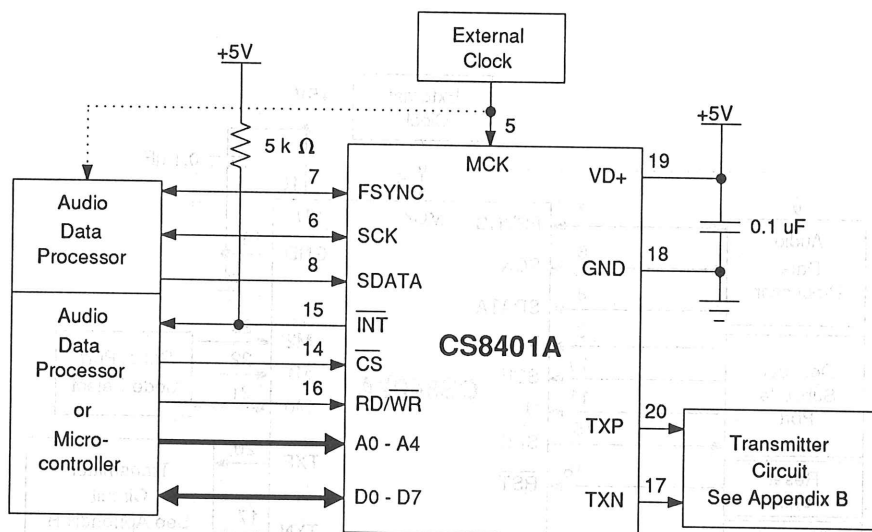 External
Clock
+5V
5 k Ω
5
MCK
+5V
19
VD+
0.1 uF
18
GND
Audio
Data
Processor
7
FSYNC
6
SCK
8
SDATA
Audio
Data
Processor
or
Micro-
controller
15
INT
14
CS
16
RD/WR
A0 - A4
D0 - D7
CS8401A
TXP
20
TXN
17
Transmitter
Circuit
See Appendix B